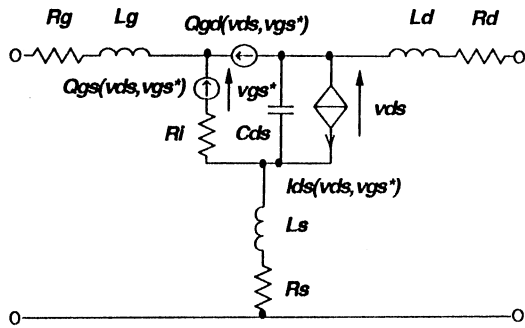 Rg Lg Qgd(vds,vgs*) Ld Rd
Qgs(vds,vgs*) vgs* vds
Ri Cds
Ids(vds,vgs*)
Ls
Rs